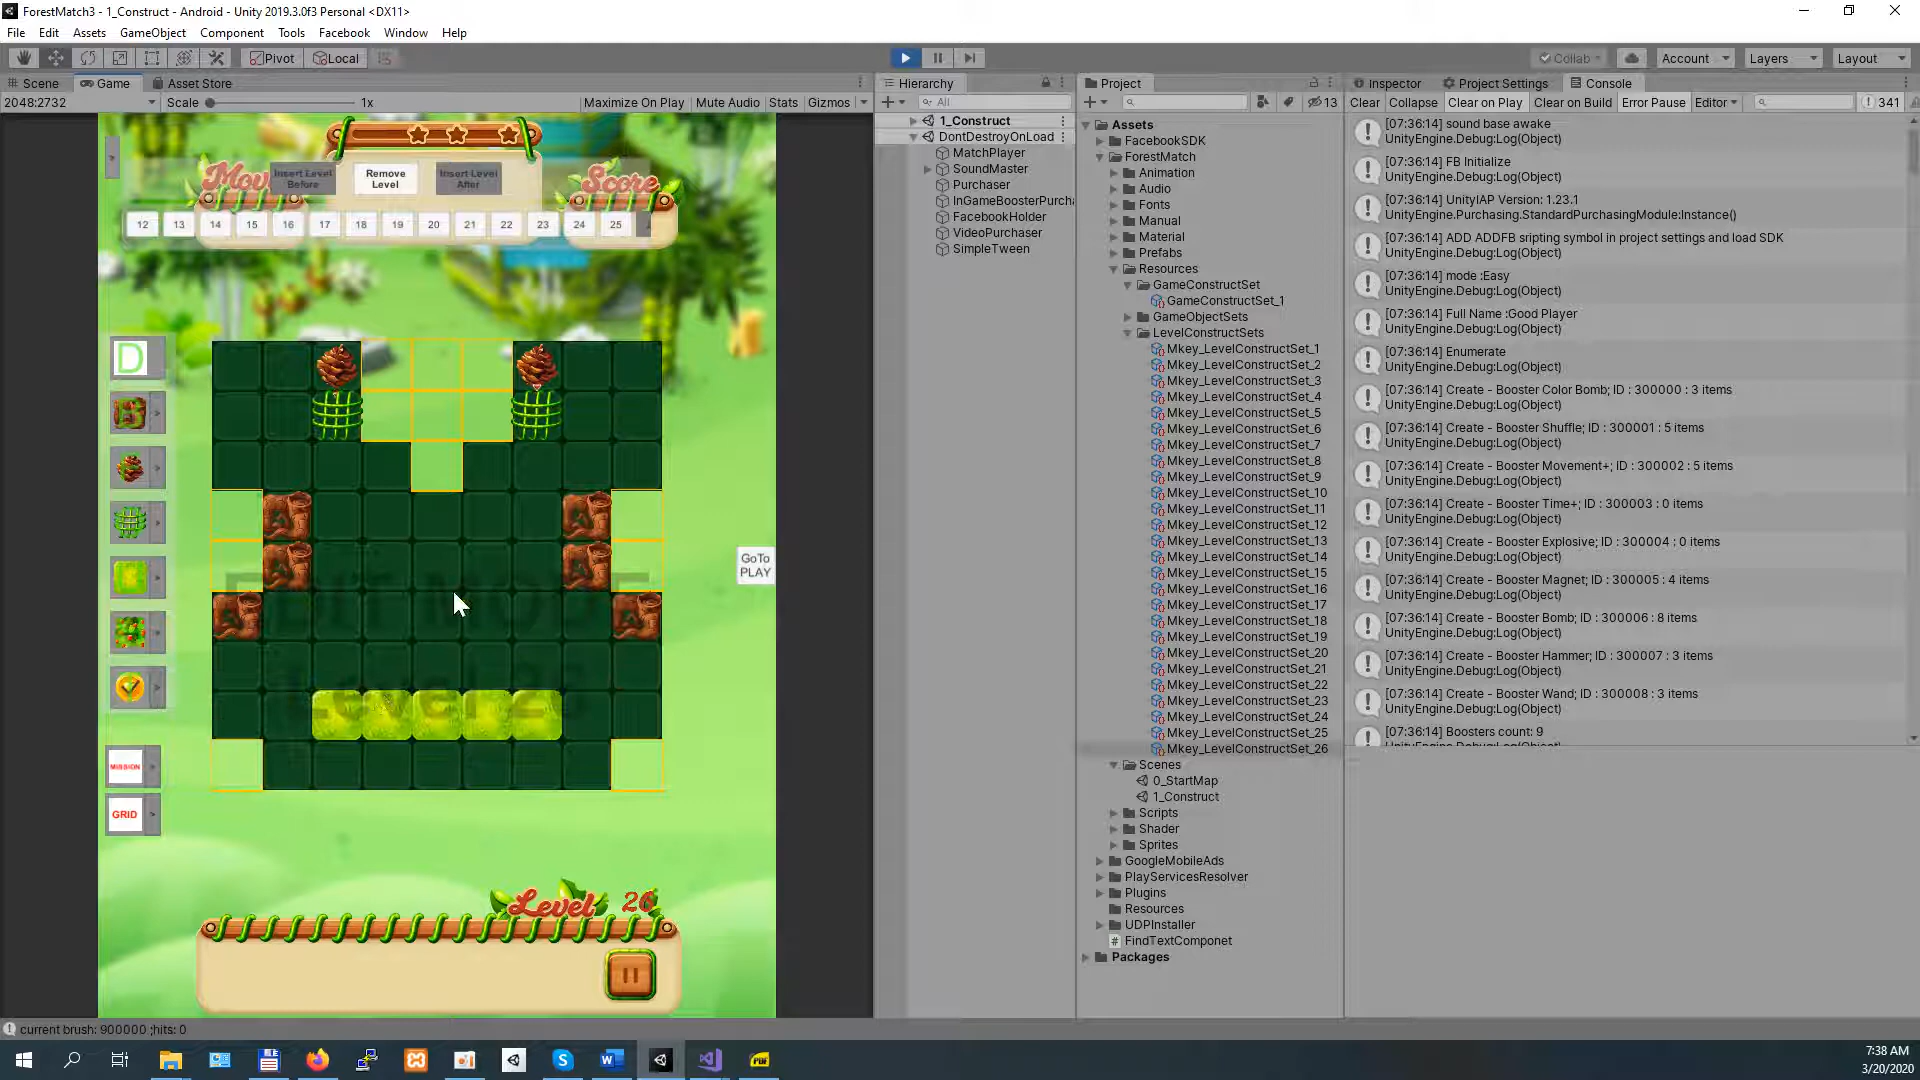 ForestMatch3 - 1_Construct - Android - Unity 2019.3.0f3 Personal <DX11>
File Edit Assets GameObject Component Tools Facebook Window Help
Pivot Local Collab Account Layers Layout
Scene Game Asset Store
2048:2732 Scale 1x Maximize On Play Mute Audio Stats Gizmos
Insert Level Before
Remove Level
Insert Level After
Score
12 13 14 15 16 17 18 19 20 21 22 23 24 25
D
GoTo PLAY
Level 26
MISSION
GRID
Level 26
Hierarchy
All
1_Construct
DontDestroyOnLoad
MatchPlayer
SoundMaster
Purchaser
InGameBoosterPurcha
FacebookHolder
VideoPurchaser
SimpleTween
Project
13
Assets
FacebookSDK
ForestMatch
Animation
Audio
Fonts
Manual
Material
Prefabs
Resources
GameConstructSet
GameConstructSet_1
GameObjectSets
LevelConstructSets
Mkey_LevelConstructSet_1
Mkey_LevelConstructSet_2
Mkey_LevelConstructSet_3
Mkey_LevelConstructSet_4
Mkey_LevelConstructSet_5
Mkey_LevelConstructSet_6
Mkey_LevelConstructSet_7
Mkey_LevelConstructSet_8
Mkey_LevelConstructSet_9
Mkey_LevelConstructSet_10
Mkey_LevelConstructSet_11
Mkey_LevelConstructSet_12
Mkey_LevelConstructSet_13
Mkey_LevelConstructSet_14
Mkey_LevelConstructSet_15
Mkey_LevelConstructSet_16
Mkey_LevelConstructSet_17
Mkey_LevelConstructSet_18
Mkey_LevelConstructSet_19
Mkey_LevelConstructSet_20
Mkey_LevelConstructSet_21
Mkey_LevelConstructSet_22
Mkey_LevelConstructSet_23
Mkey_LevelConstructSet_24
Mkey_LevelConstructSet_25
Mkey_LevelConstructSet_26
Scenes
0_StartMap
1_Construct
Scripts
Shader
Sprites
GoogleMobileAds
PlayServicesResolver
Plugins
Resources
UDPInstaller
FindTextComponet
Packages
Inspector Project Settings Console
Clear Collapse Clear on Play Clear on Build Error Pause Editor 341
[07:36:14] sound base awake
UnityEngine.Debug:Log(Object)
[07:36:14] FB Initialize
UnityEngine.Debug:Log(Object)
[07:36:14] UnityIAP Version: 1.23.1
UnityEngine.Purchasing.StandardPurchasingModule:Instance()
[07:36:14] ADD ADDFB sripting symbol in project settings and load SDK
UnityEngine.Debug:Log(Object)
[07:36:14] mode :Easy
UnityEngine.Debug:Log(Object)
[07:36:14] Full Name :Good Player
UnityEngine.Debug:Log(Object)
[07:36:14] Enumerate
UnityEngine.Debug:Log(Object)
[07:36:14] Create - Booster Color Bomb; ID : 300000 : 3 items
UnityEngine.Debug:Log(Object)
[07:36:14] Create - Booster Shuffle; ID : 300001 : 5 items
UnityEngine.Debug:Log(Object)
[07:36:14] Create - Booster Movement+; ID : 300002 : 5 items
UnityEngine.Debug:Log(Object)
[07:36:14] Create - Booster Time+; ID : 300003 : 0 items
UnityEngine.Debug:Log(Object)
[07:36:14] Create - Booster Explosive; ID : 300004 : 0 items
UnityEngine.Debug:Log(Object)
[07:36:14] Create - Booster Magnet; ID : 300005 : 4 items
UnityEngine.Debug:Log(Object)
[07:36:14] Create - Booster Bomb; ID : 300006 : 8 items
UnityEngine.Debug:Log(Object)
[07:36:14] Create - Booster Hammer; ID : 300007 : 3 items
UnityEngine.Debug:Log(Object)
[07:36:14] Create - Booster Wand; ID : 300008 : 3 items
UnityEngine.Debug:Log(Object)
[07:36:14] Boosters count: 9
UnityEngine.Debug:Log(Object)
current brush: 900000 ;hits: 0
7:38 AM
3/20/2020